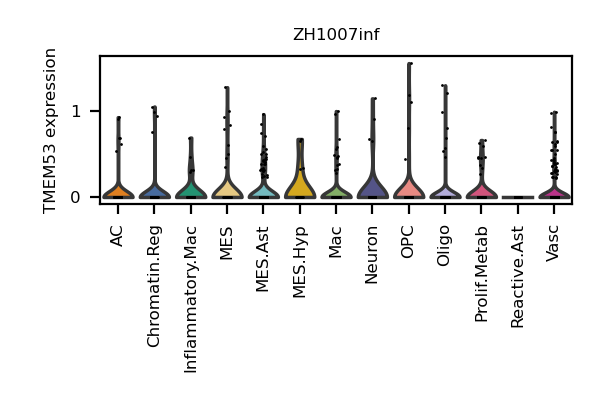 ZH1007inf
TMEM53 expression
1
0
AC
Chromatin.Reg
Inflammatory.Mac
MES
MES.Ast
MES.Hyp
Mac
Neuron
OPC
Oligo
Prolif.Metab
Reactive.Ast
Vasc